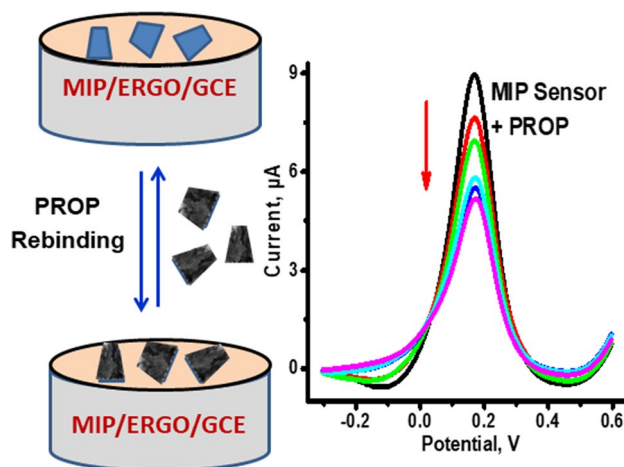 MIP/ERGO/GCE
PROP
Rebinding
MIP/ERGO/GCE
MIP Sensor
+ PROP
Current, µA
9
6
3
0
-0.2
0.0
0.2
0.4
0.6
Potential, V